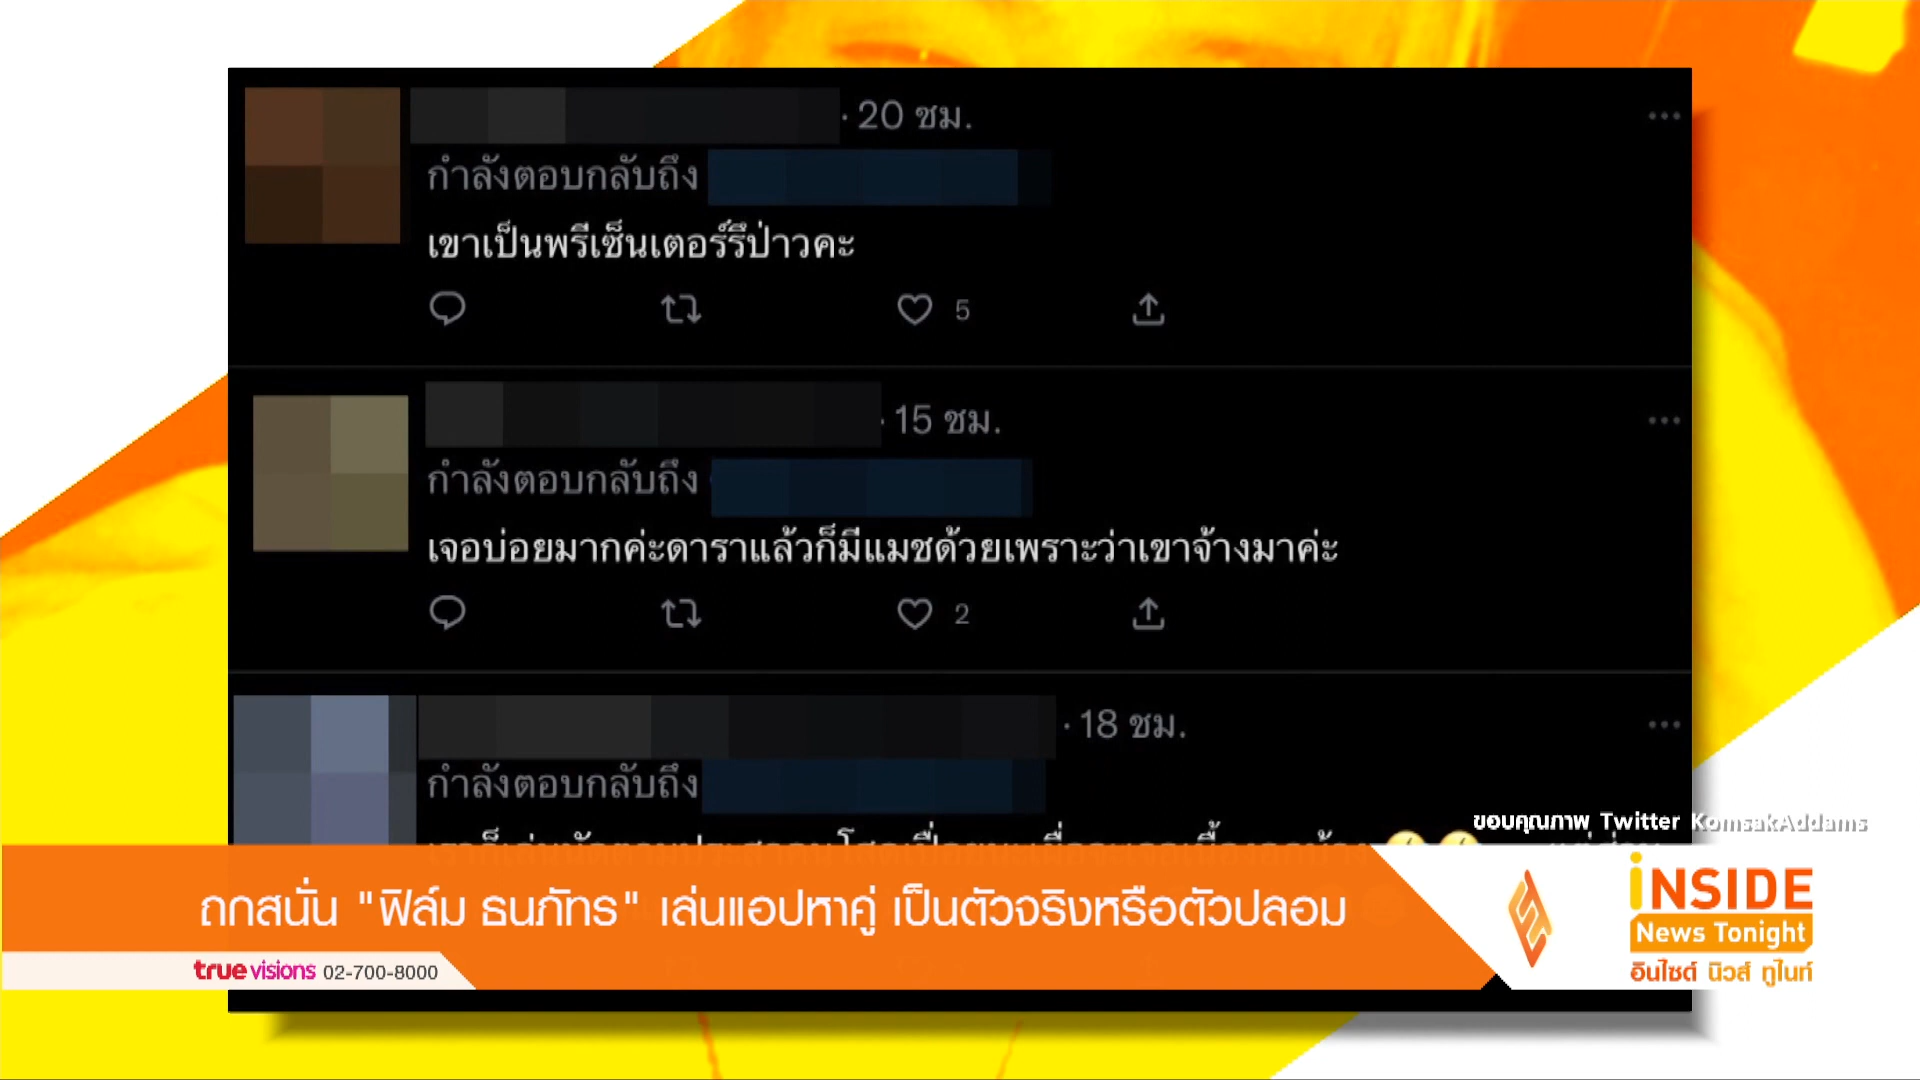 · 20 ชม.
กำลังตอบกลับถึง
เขาเป็นพรีเซ็นเตอร์รึป่าวคะ
5
· 15 ชม.
กำลังตอบกลับถึง
เจอบ่อยมากค่ะดาราแล้วก็มีแมชด้วยเพราะว่าเขาจ้างมาค่ะ
2
· 18 ชม.
กำลังตอบกลับถึง
ขอบคุณภาพ Twitter KomsakAddams
ถกสนั่น "ฟิล์ม ธนภัทร" เล่นแอปหาคู่ เป็นตัวจริงหรือตัวปลอม
iNSIDE
News Tonight
อินไซด์ นิวส์ ทูไนท์
truevisions 02-700-8000